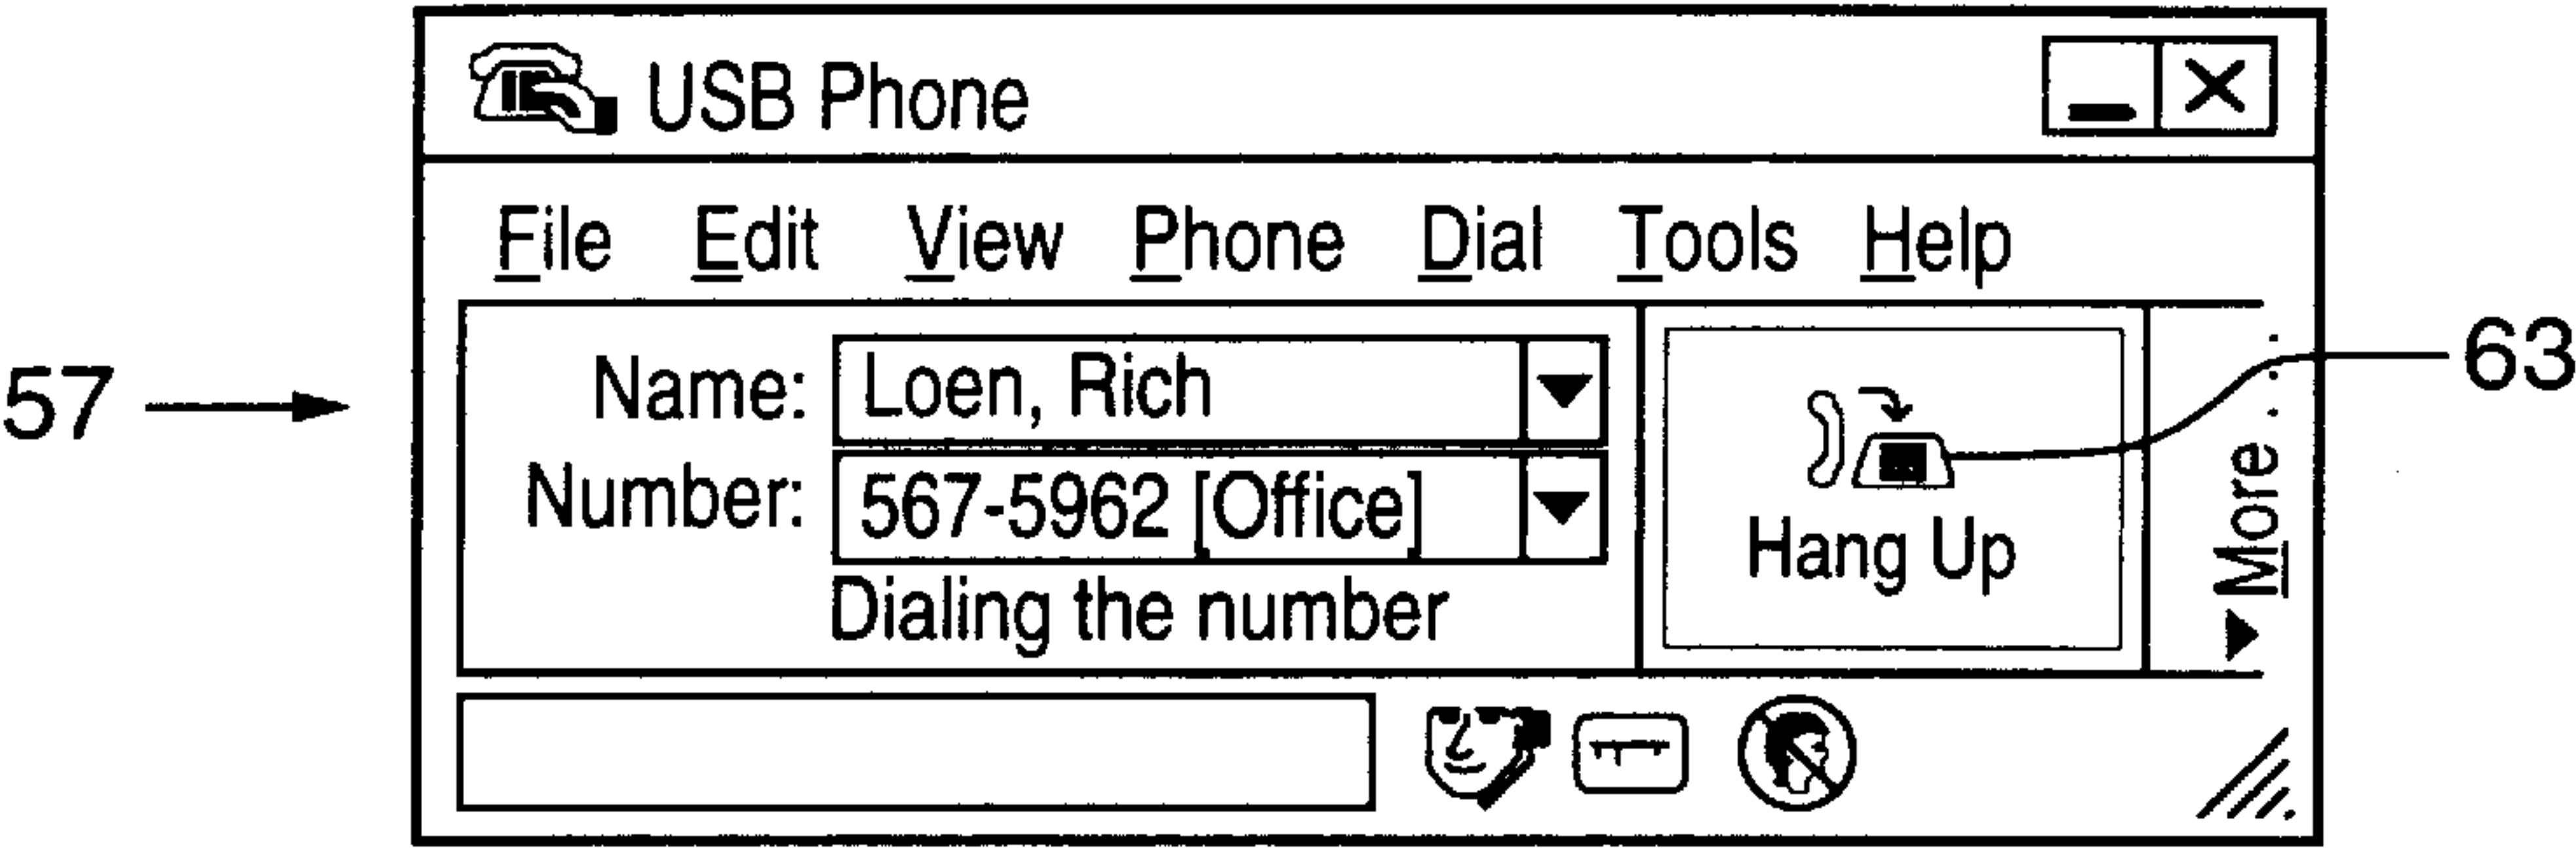 USB Phone
File Edit View Phone Dial Tools Help
57
Name: Loen, Rich
Number: 567-5962 [Office]
Dialing the number
Hang Up
More ...
63